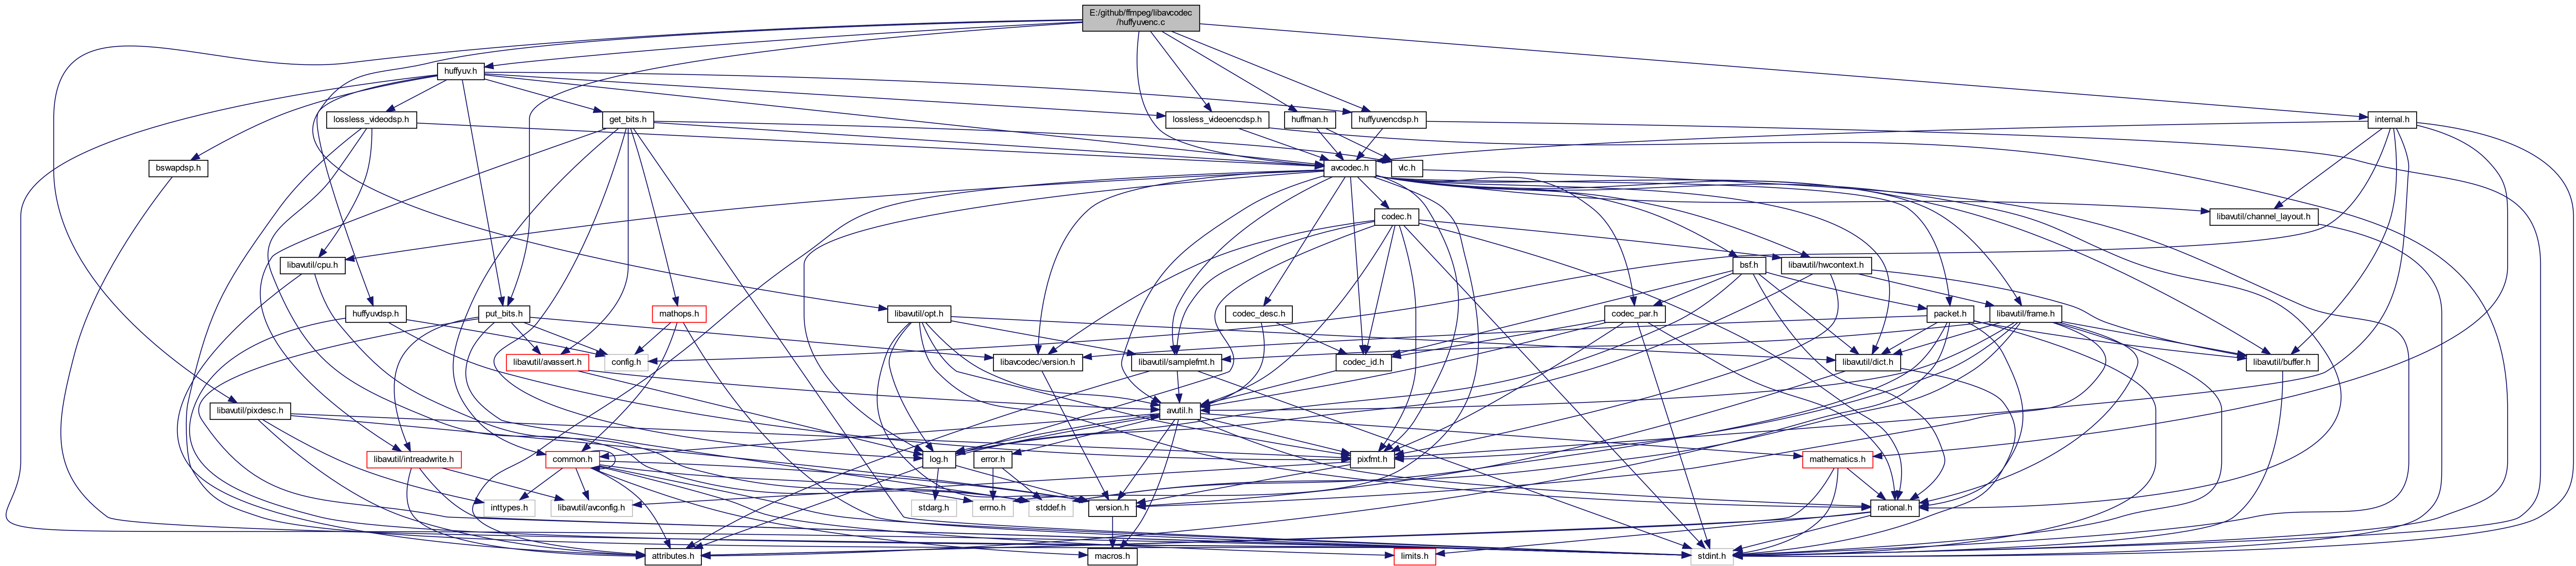 E:/github/ffmpeg/libavcodec
/huffyuvenc.c
huffyuv.h
lossless_videodsp.h
get_bits.h
lossless_videoencdsp.h
huffman.h
huffyuvencdsp.h
internal.h
bswapdsp.h
avcodec.h
vlc.h
codec.h
libavutil/channel_layout.h
libavutil/cpu.h
bsf.h
libavutil/hwcontext.h
huffyuvdsp.h
put_bits.h
mathops.h
libavutil/opt.h
codec_desc.h
codec_par.h
packet.h
libavutil/frame.h
libavutil/avassert.h
config.h
libavcodec/version.h
libavutil/samplefmt.h
codec_id.h
libavutil/dict.h
libavutil/buffer.h
libavutil/pixdesc.h
avutil.h
libavutil/intreadwrite.h
common.h
log.h
error.h
pixfmt.h
mathematics.h
inttypes.h
libavutil/avconfig.h
stdarg.h
errno.h
stddef.h
version.h
rational.h
attributes.h
macros.h
limits.h
stdint.h